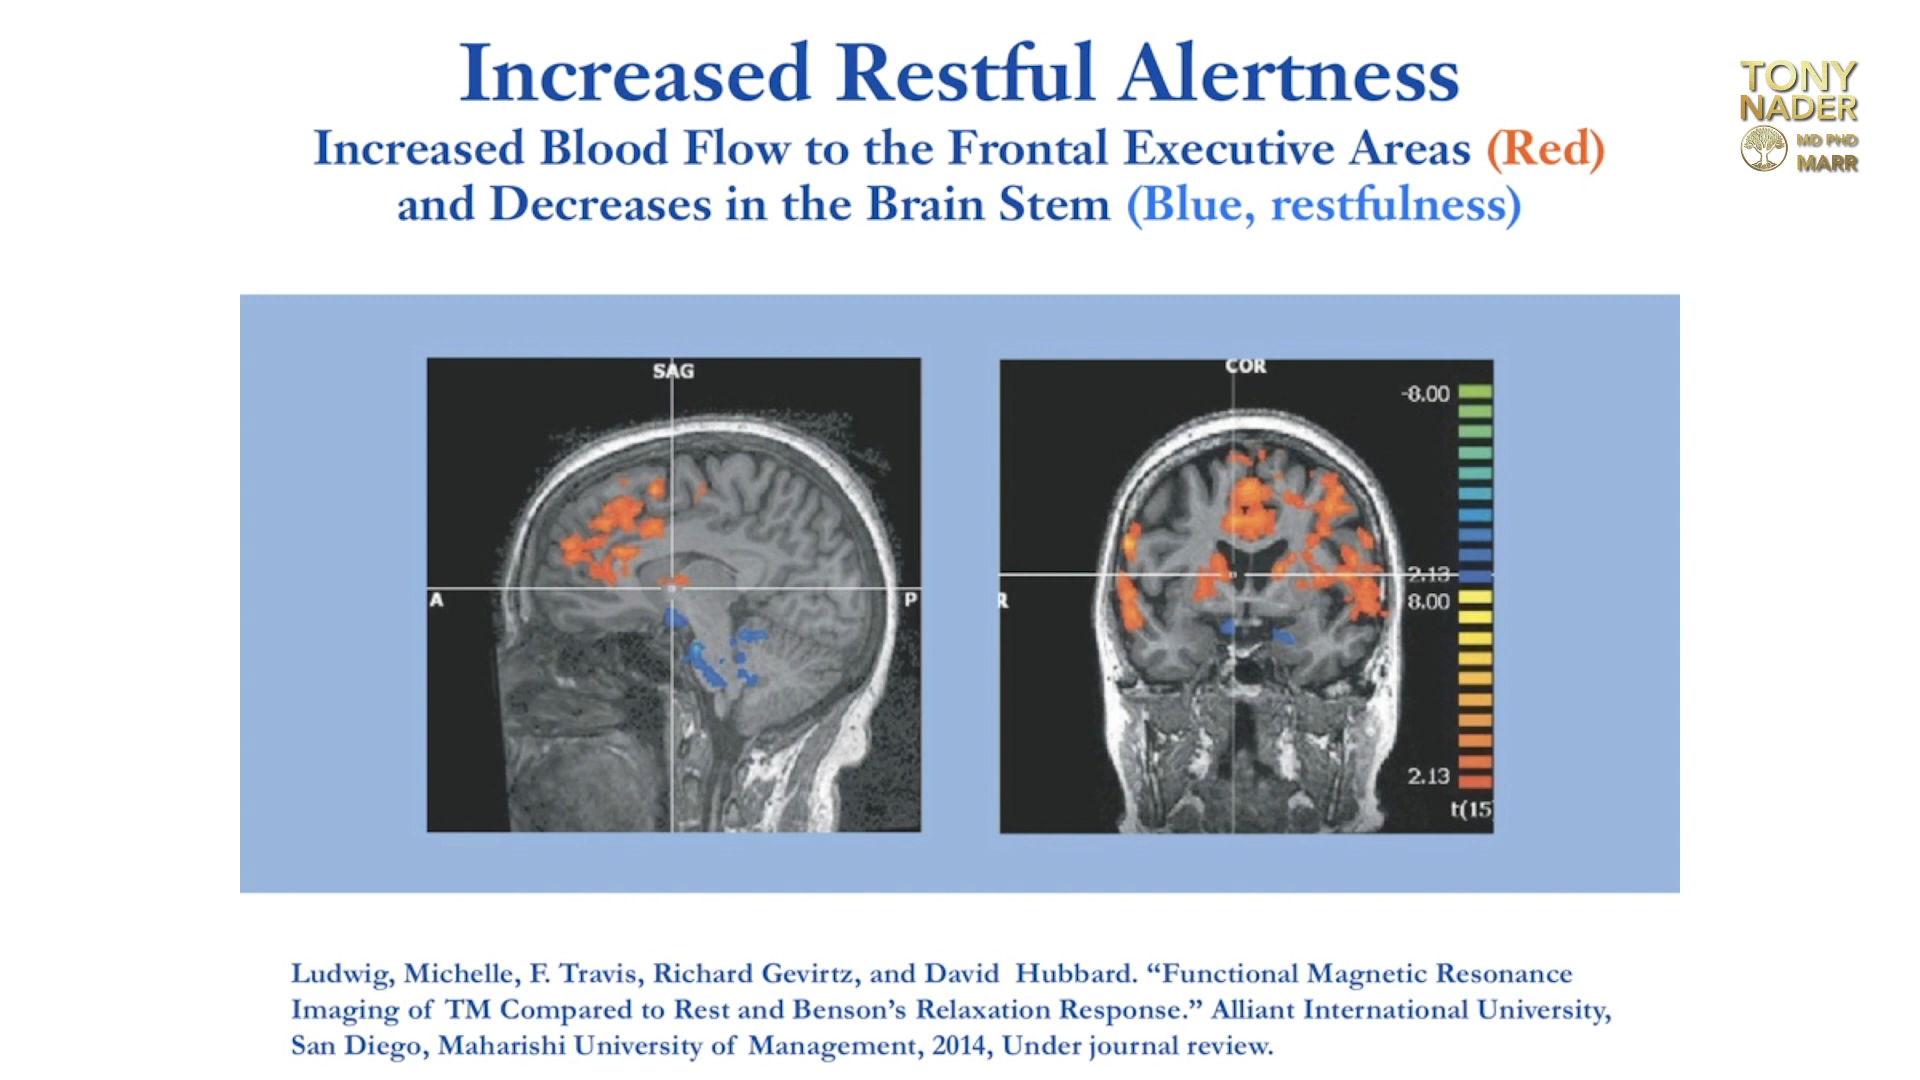 Increased Restful Alertness
Increased Blood Flow to the Frontal Executive Areas (Red)
and Decreases in the Brain Stem (Blue, restfulness)
TONY
NADER
MD PHD
MARR
SAG
A
P
COR
R
-8.00
-2.13
8.00
2.13
t(15
Ludwig, Michelle, F. Travis, Richard Gevirtz, and David Hubbard. “Functional Magnetic Resonance
Imaging of TM Compared to Rest and Benson’s Relaxation Response.” Alliant International University,
San Diego, Maharishi University of Management, 2014, Under journal review.